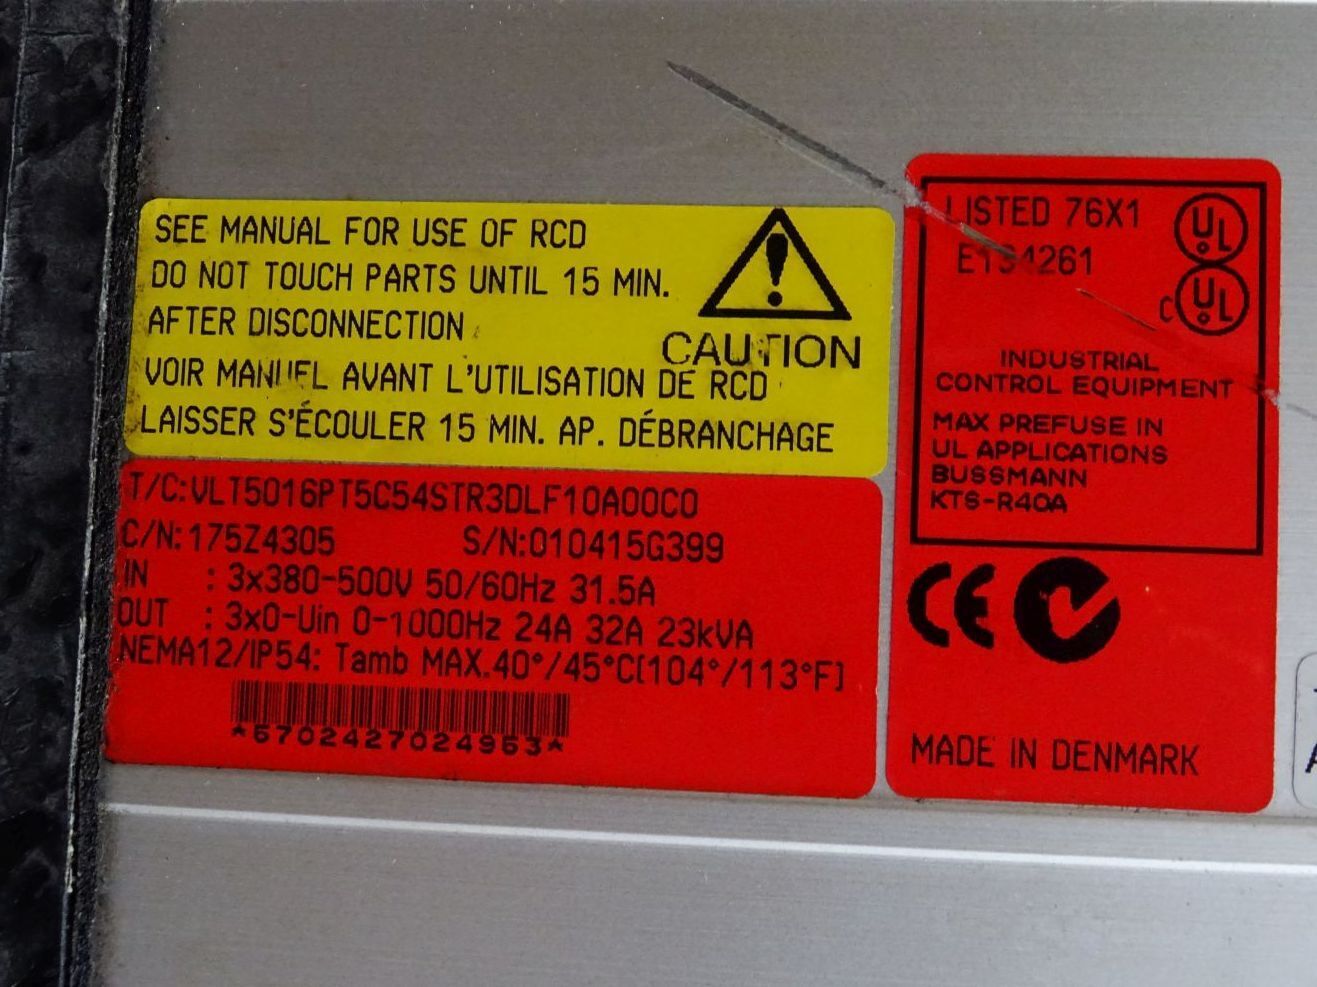 SEE MANUAL FOR USE OF RCD
DO NOT TOUCH PARTS UNTIL 15 MIN.
AFTER DISCONNECTION
CAUTION
VOIR MANUEL AVANT L'UTILISATION DE RCD
LAISSER S'ÉCOULER 15 MIN. AP. DÉBRANCHAGE
T/C:VLT5016PT5C54STR3DLF10A00C0
C/N:175Z4305 S/N:010415G399
IN : 3x380-500V 50/60Hz 31.5A
OUT : 3x0-Uin 0-1000Hz 24A 32A 23kVA
NEMA12/IP54: Tamb MAX.40°/45°C(104°/113°F)
*5702427024953*
LISTED 76X1
UL
c UL
INDUSTRIAL
CONTROL EQUIPMENT
MAX PREFUSE IN
UL APPLICATIONS
BUSSMANN
KTS-R40A
CE
MADE IN DENMARK